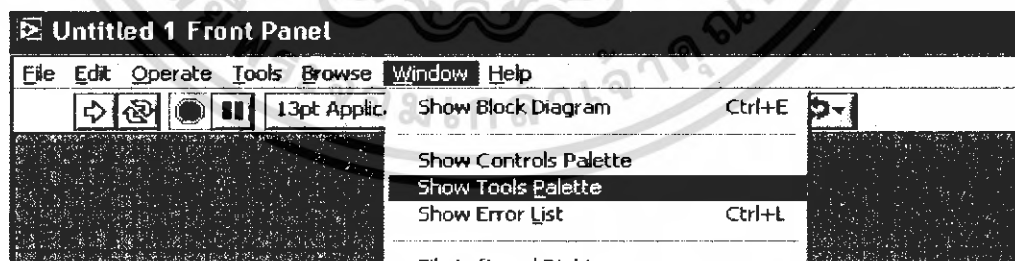 Untitled 1 Front Panel
File Edit Operate Tools Browse Window Help
13pt Applic
Show Block Diagram Ctrl+E
Show Controls Palette
Show Tools Palette
Show Error List Ctrl+L